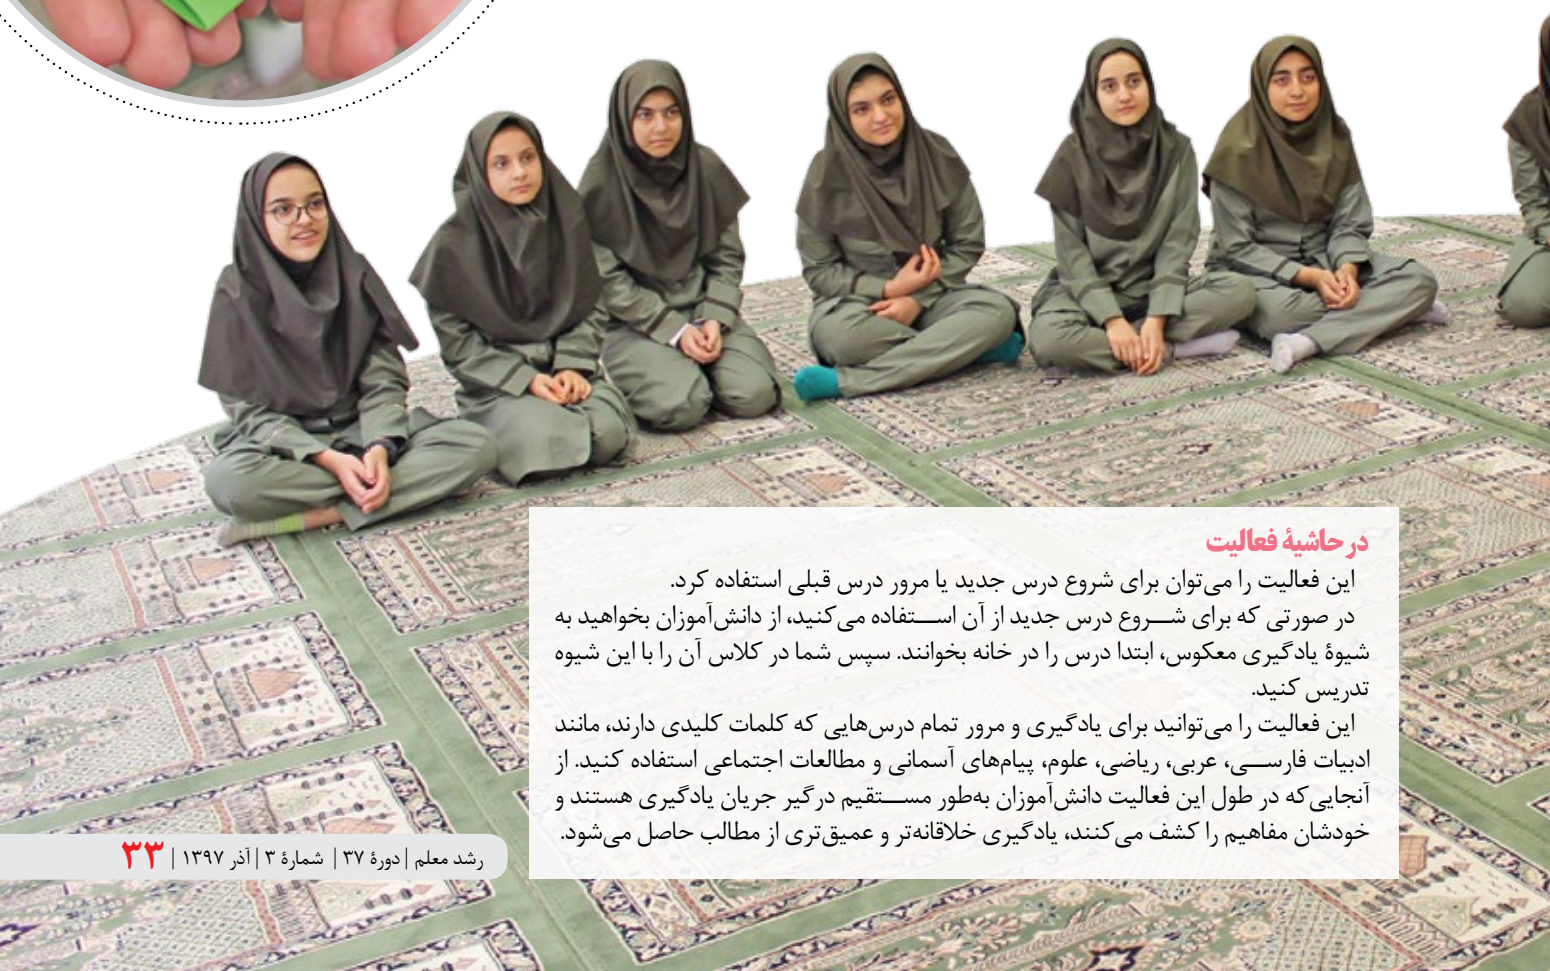 در حاشیهٔ فعالیت
این فعالیت را می‌توان برای شروع درس جدید یا مرور درس قبلی استفاده کرد.
در صورتی که برای شــروع درس جدید از آن اســتفاده می‌کنید، از دانش‌آموزان بخواهید به
شیوهٔ یادگیری معکوس، ابتدا درس را در خانه بخوانند. سپس شما در کلاس آن را با این شیوه
تدریس کنید.
این فعالیت را می‌توانید برای یادگیری و مرور تمام درس‌هایی که کلمات کلیدی دارند، مانند
ادبیات فارســی، عربی، ریاضی، علوم، پیام‌های آسمانی و مطالعات اجتماعی استفاده کنید. از
آنجایی‌که در طول این فعالیت دانش‌آموزان به‌طور مســتقیم درگیر جریان یادگیری هستند و
خودشان مفاهیم را کشف می‌کنند، یادگیری خلاقانه‌تر و عمیق‌تری از مطالب حاصل می‌شود.
رشد معلم | دورهٔ ۳۷ | شمارهٔ ۳ | آذر ۱۳۹۷ | ۳۳